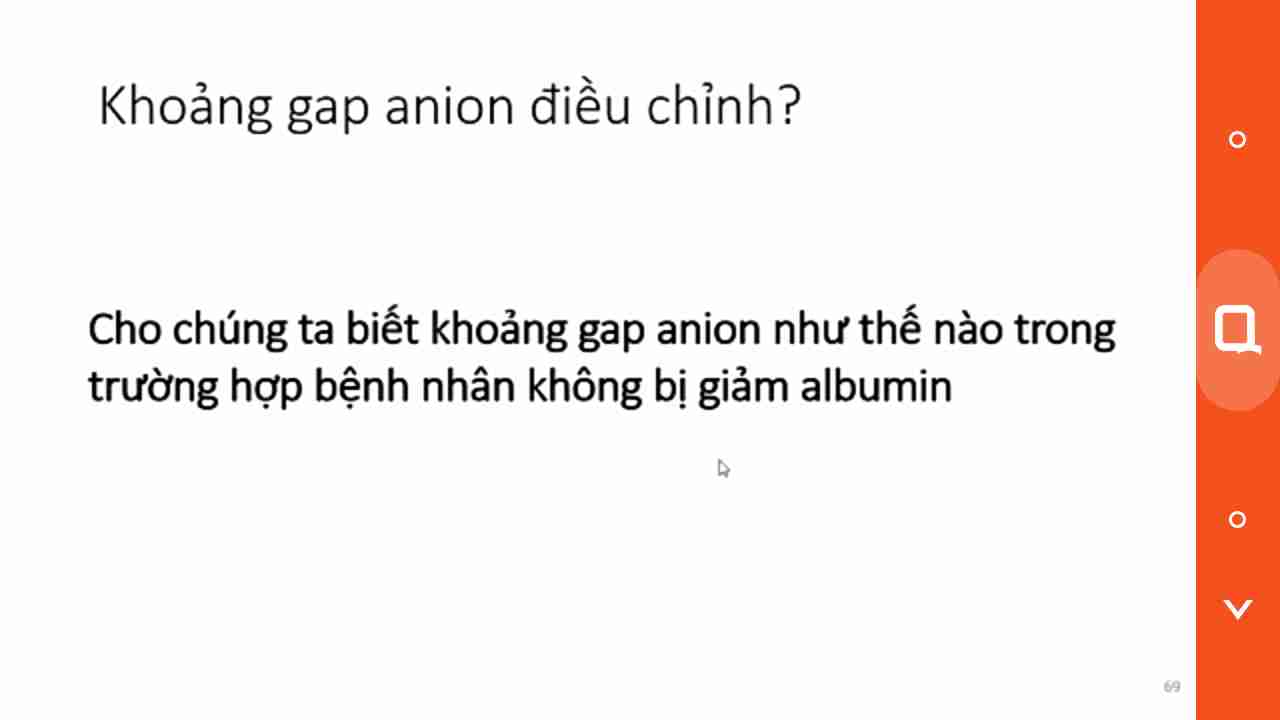 Khoảng gap anion điều chỉnh?
Cho chúng ta biết khoảng gap anion như thế nào trong
trường hợp bệnh nhân không bị giảm albumin
69